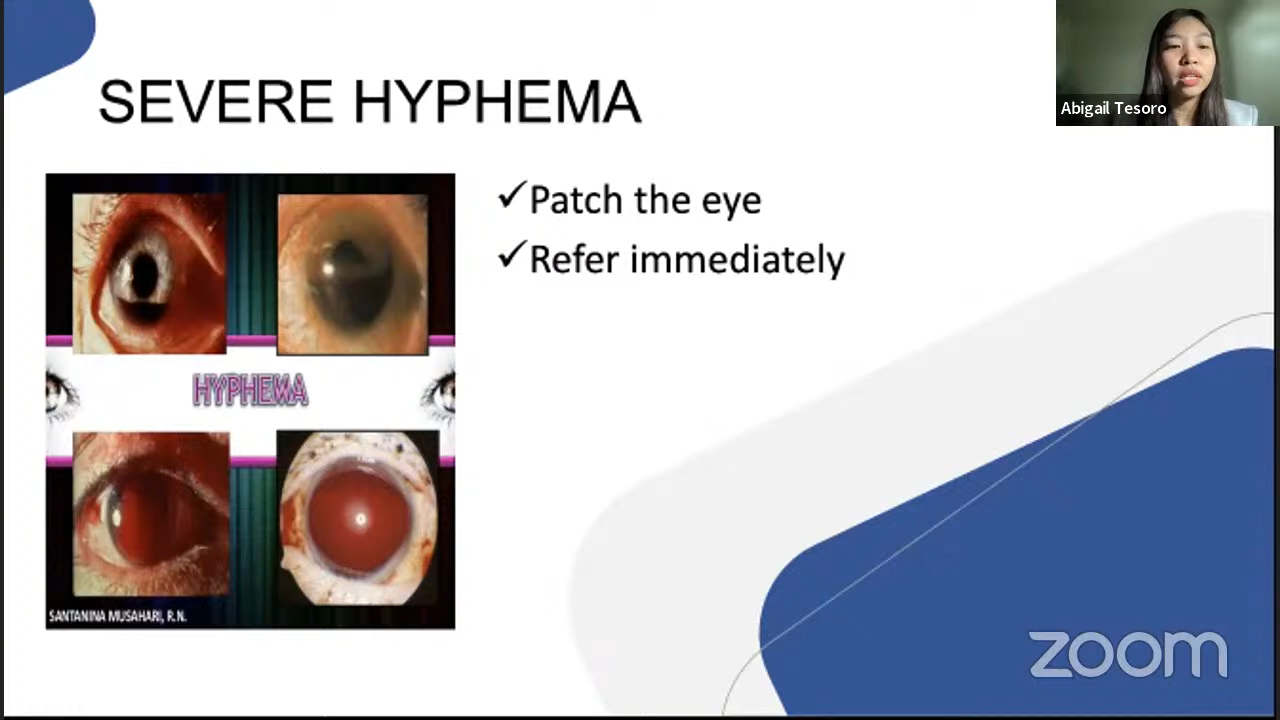 SEVERE HYPHEMA
Abigail Tesoro
✓Patch the eye
✓Refer immediately
HYPHEMA
SANTANINA MUSAHARI, R.N.
zoom